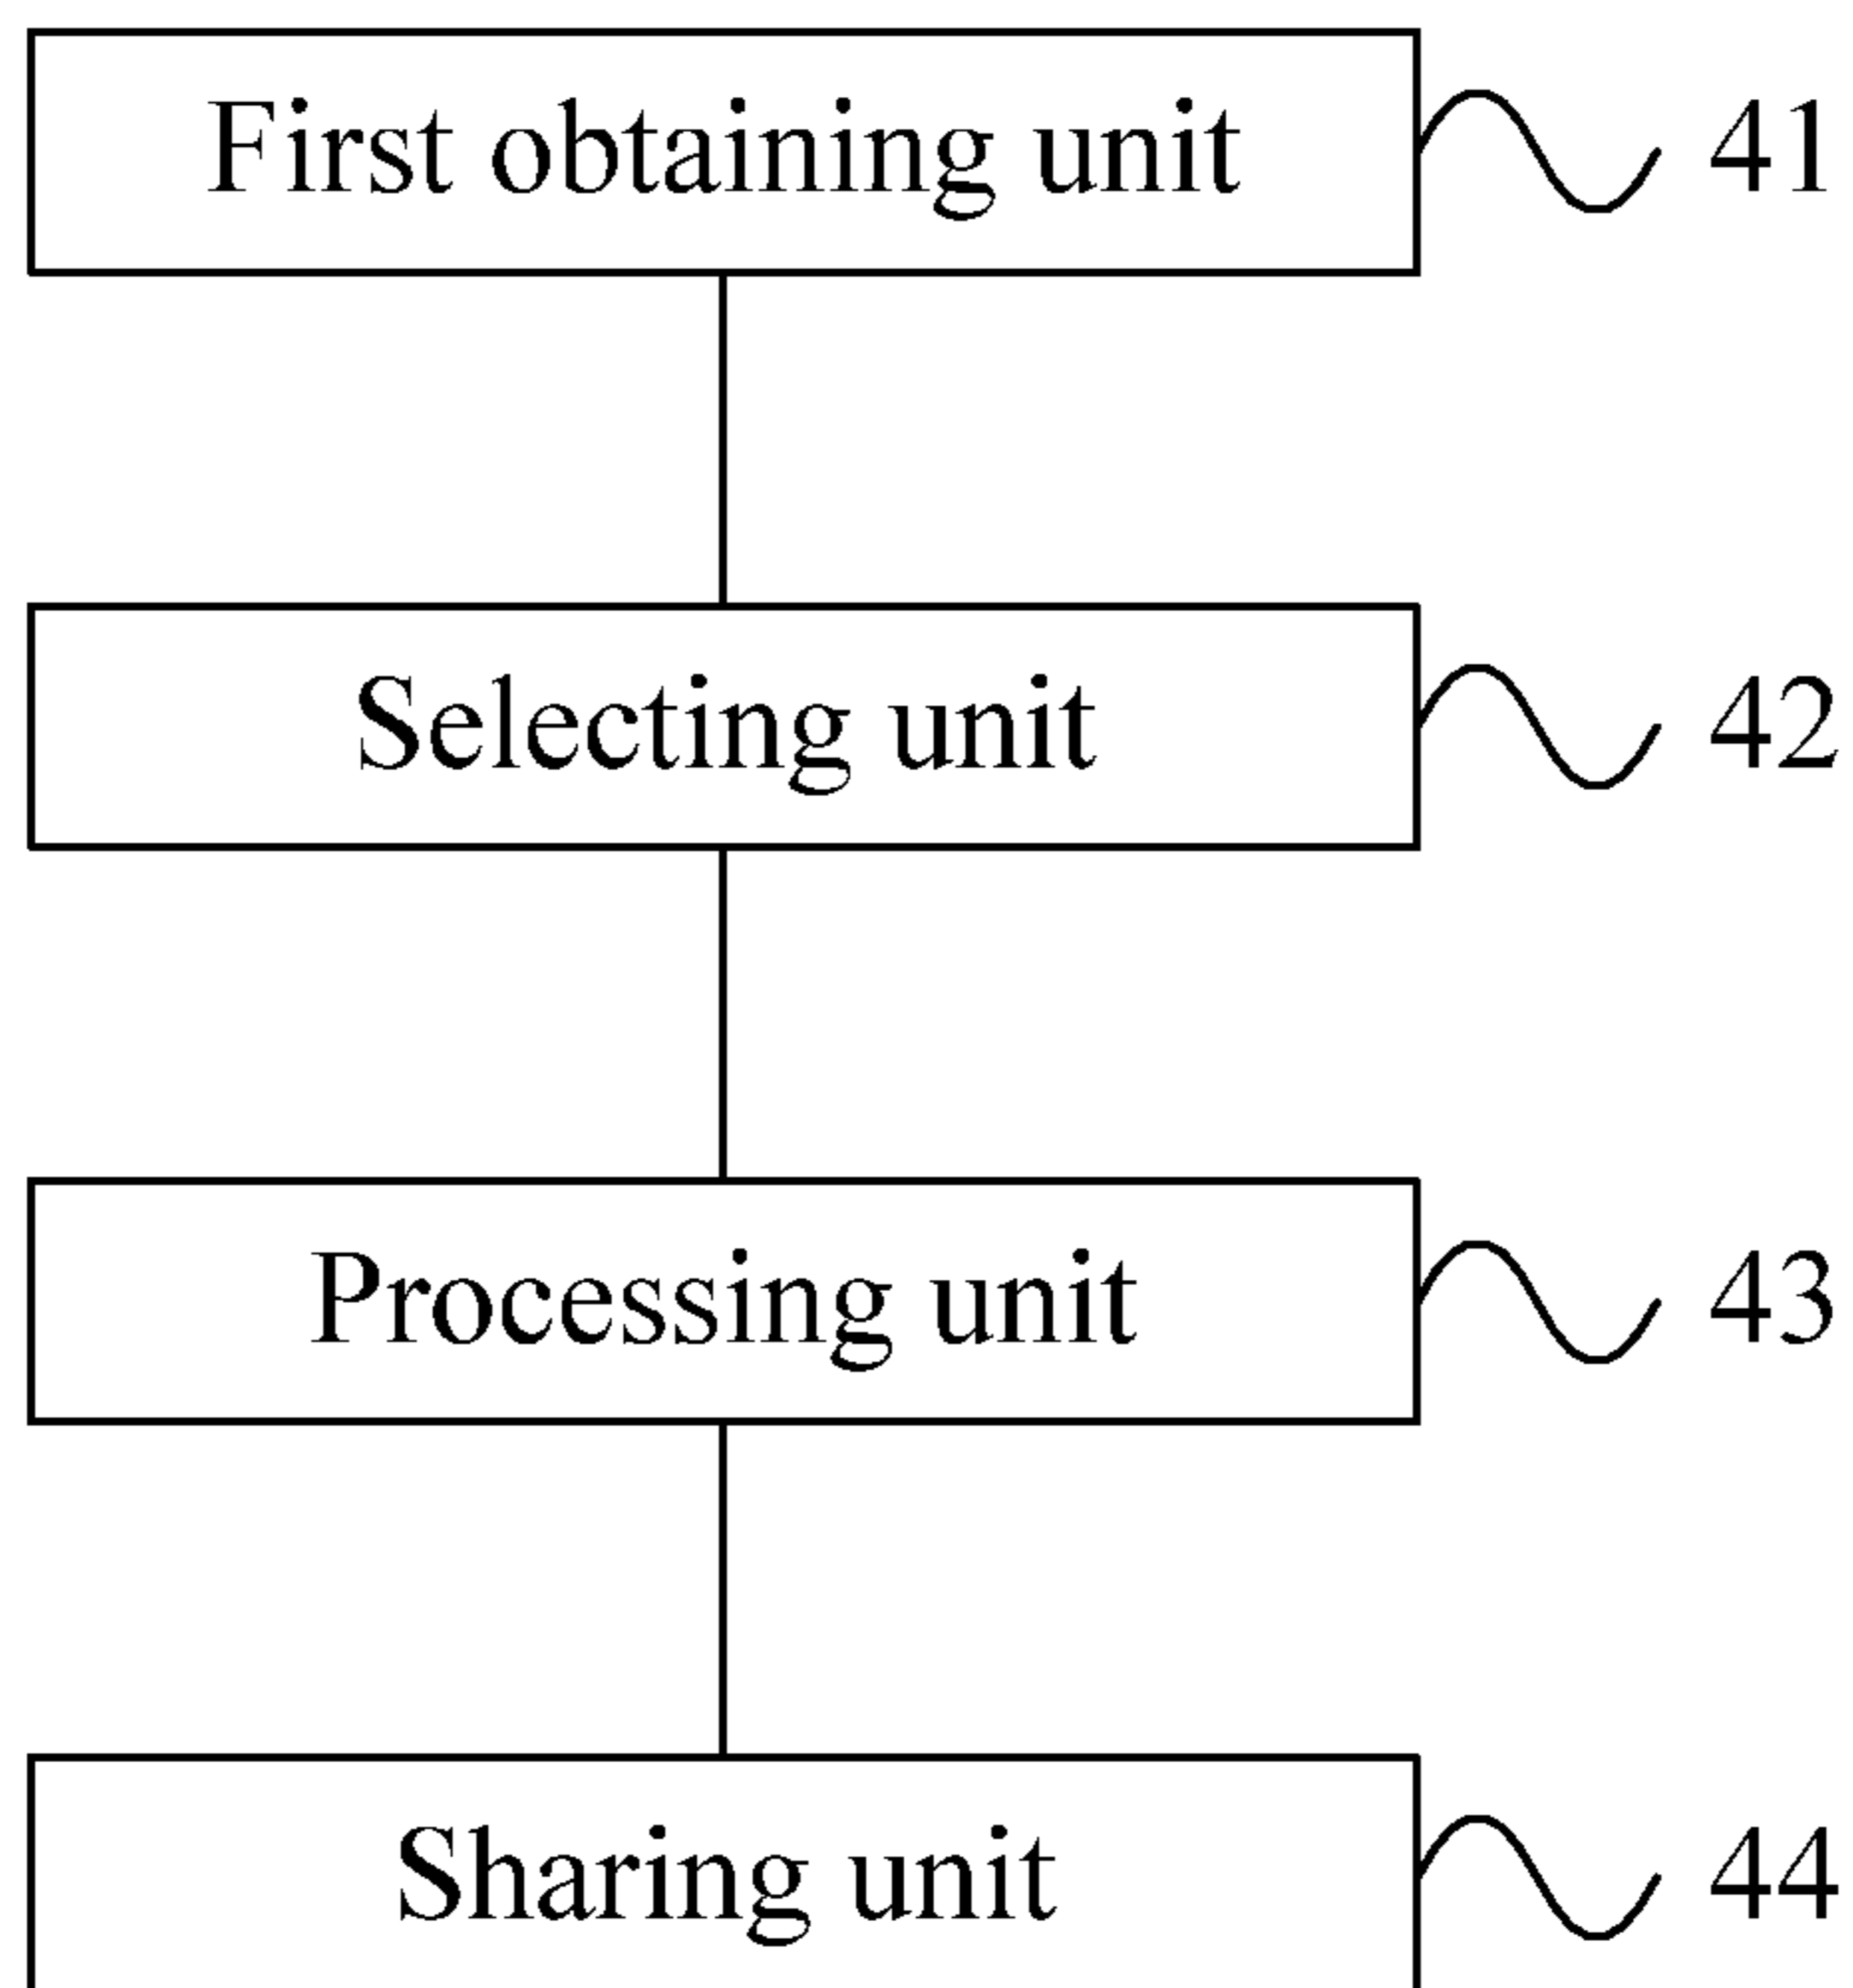 First obtaining unit 41
Selecting unit 42
Processing unit 43
Sharing unit 44